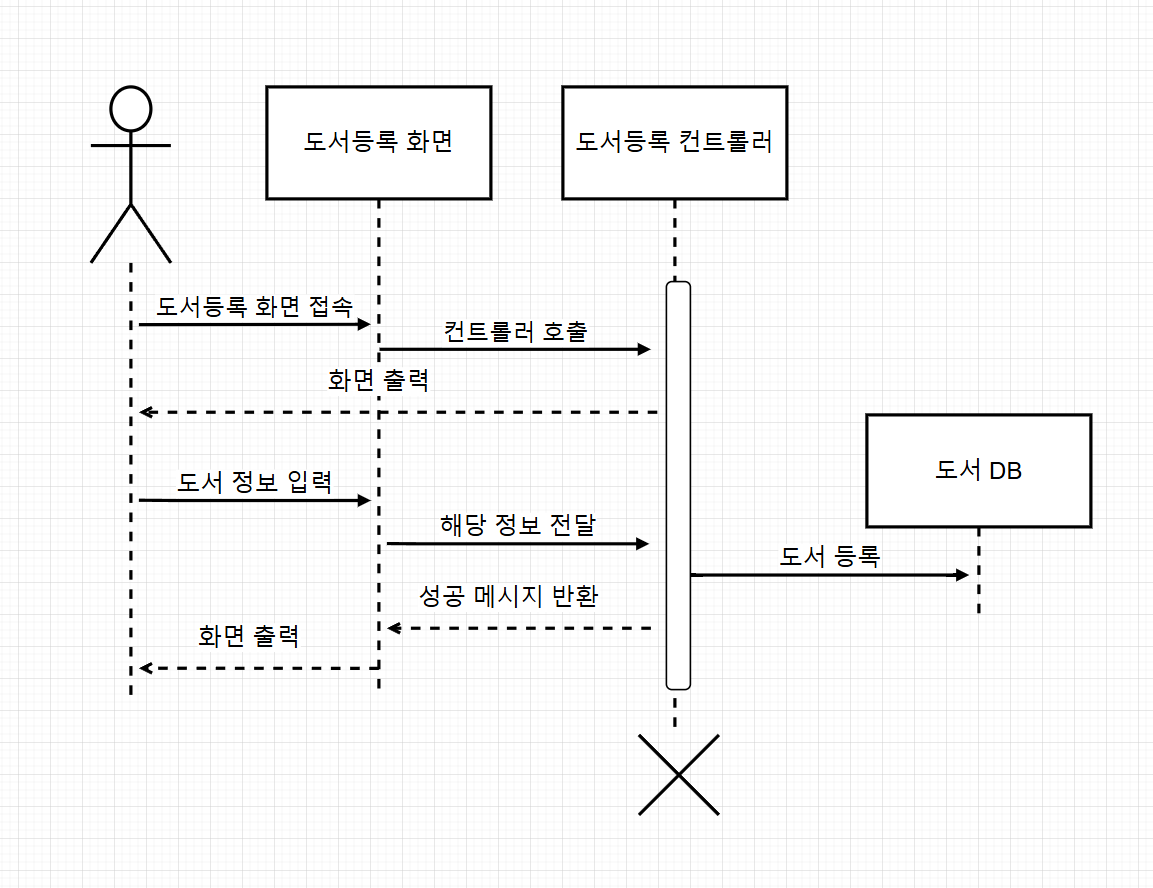 도서등록 화면
도서등록 컨트롤러
도서등록 화면 접속
컨트롤러 호출
화면 출력
도서 DB
도서 정보 입력
해당 정보 전달
도서 등록
성공 메시지 반환
화면 출력